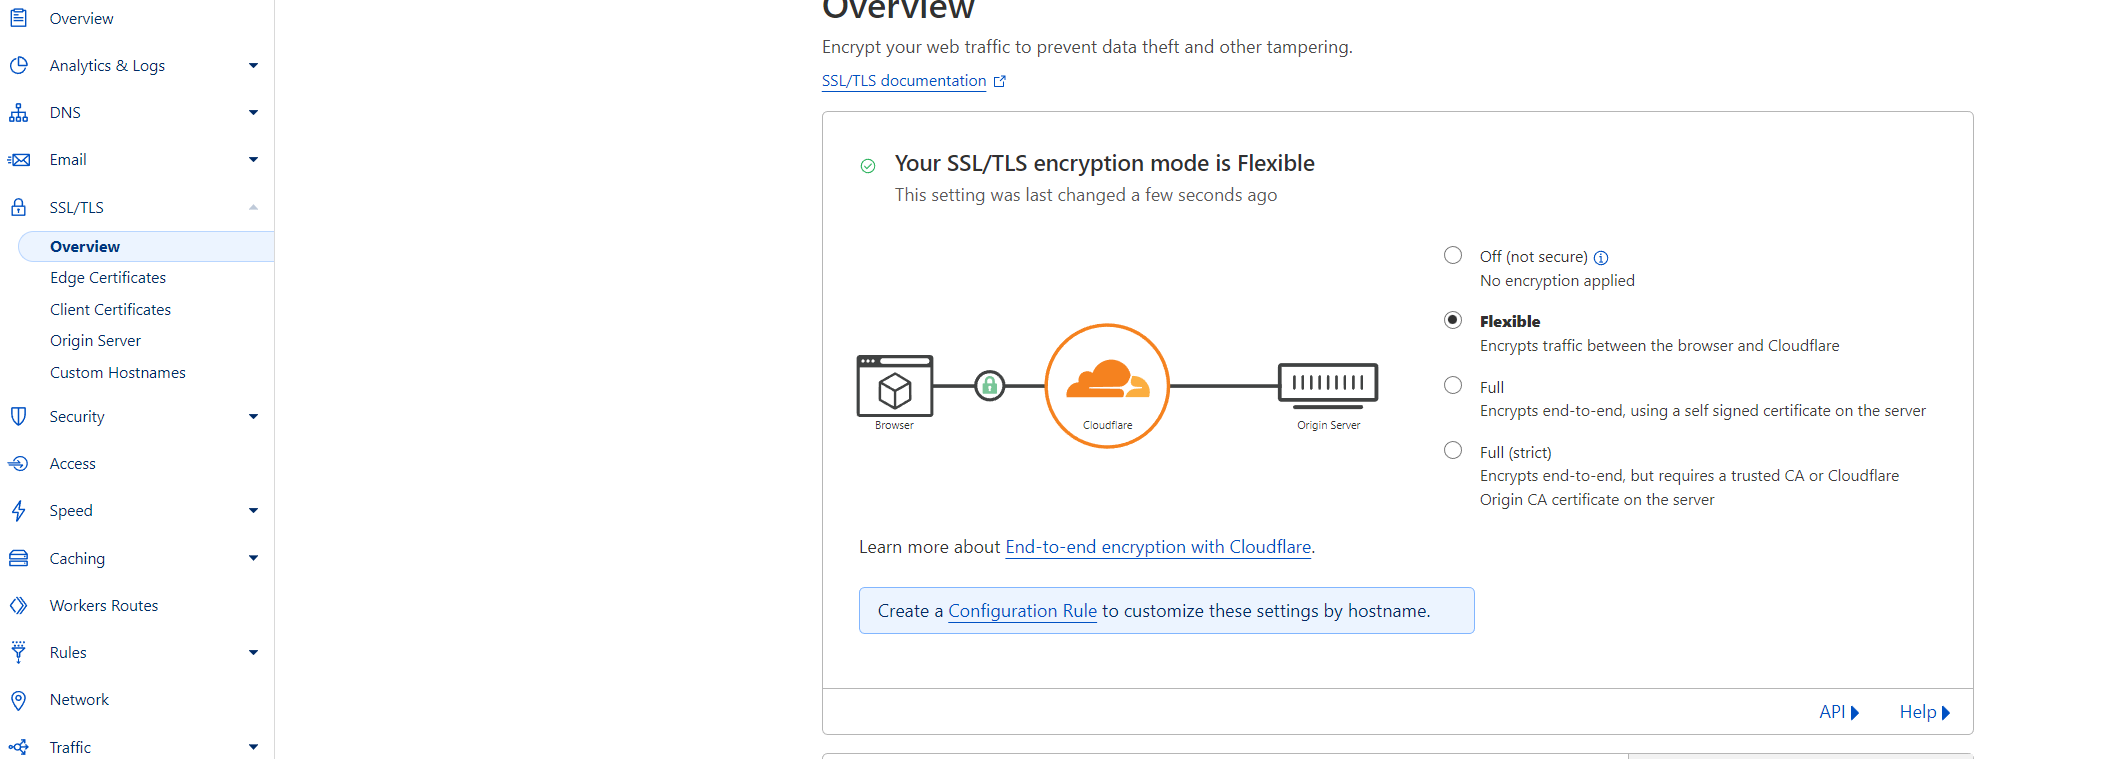 Overview
Analytics & Logs
DNS
Email
SSL/TLS
Overview
Edge Certificates
Client Certificates
Origin Server
Custom Hostnames
Security
Access
Speed
Caching
Workers Routes
Rules
Network
Traffic
Overview
Encrypt your web traffic to prevent data theft and other tampering.
SSL/TLS documentation
Your SSL/TLS encryption mode is Flexible
This setting was last changed a few seconds ago
Browser
Cloudflare
Origin Server
Off (not secure)
No encryption applied
Flexible
Encrypts traffic between the browser and Cloudflare
Full
Encrypts end-to-end, using a self signed certificate on the server
Full (strict)
Encrypts end-to-end, but requires a trusted CA or Cloudflare
Origin CA certificate on the server
Learn more about End-to-end encryption with Cloudflare.
Create a Configuration Rule to customize these settings by hostname.
API
Help